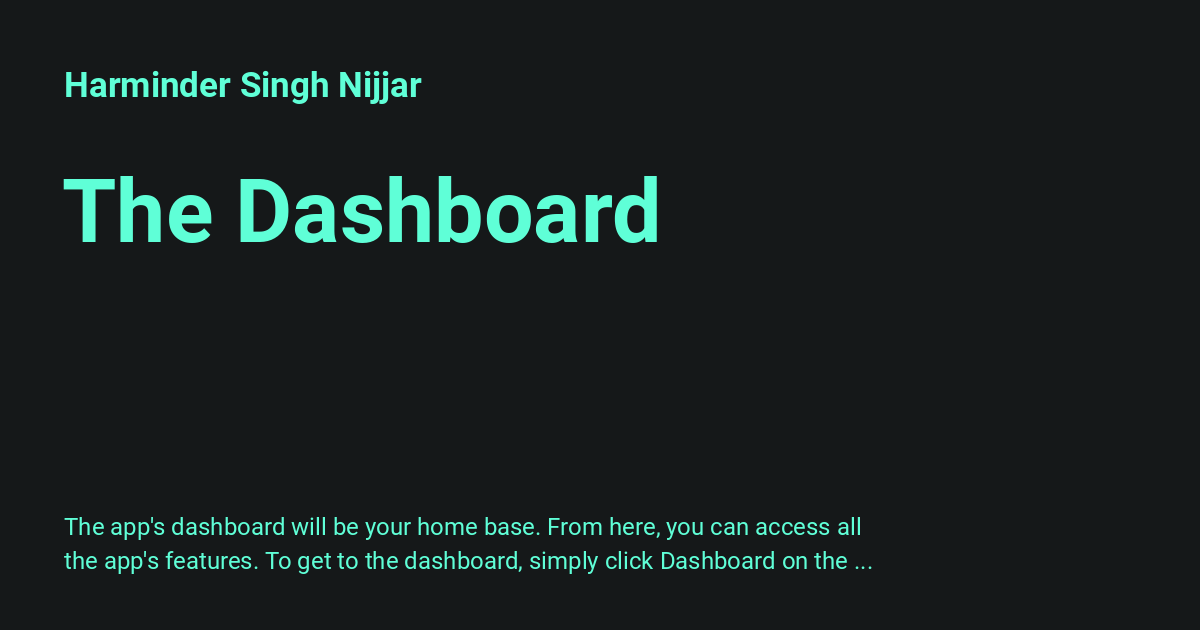 Harminder Singh Nijjar
The Dashboard
The app's dashboard will be your home base. From here, you can access all
the app's features. To get to the dashboard, simply click Dashboard on the ...